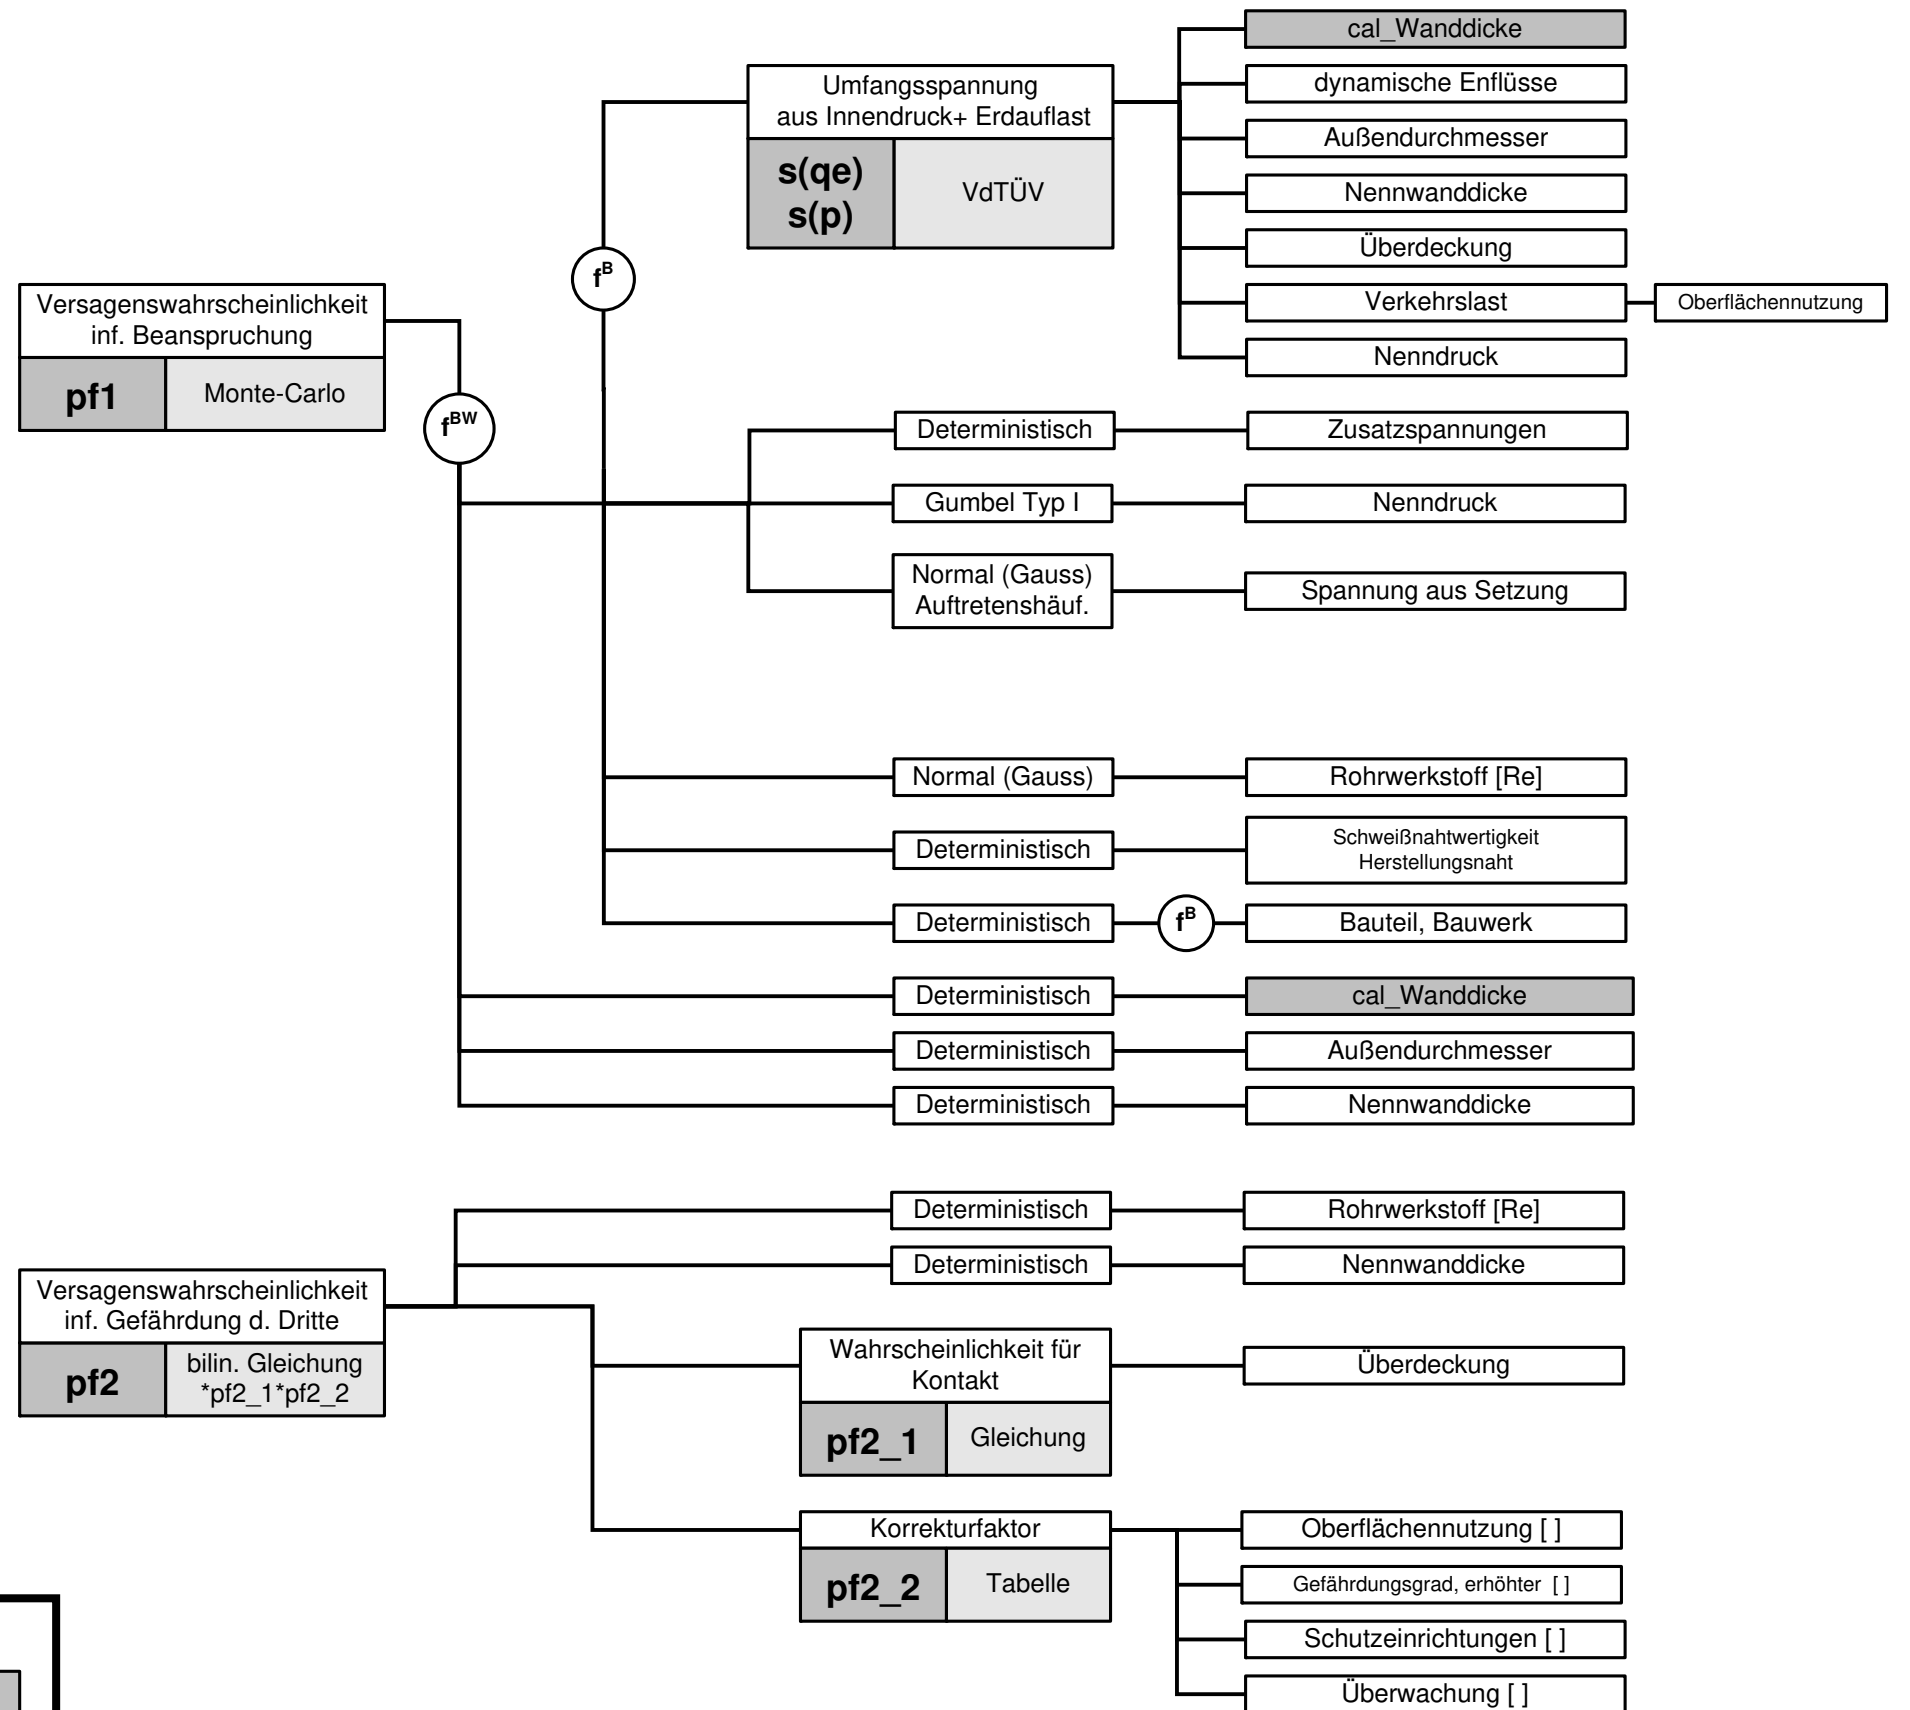 cal_Wanddicke
Umfangsspannung
aus Innendruck+ Erdauflast
s(qe)
s(p)
VdTÜV
dynamische Enflüsse
Außendurchmesser
Nennwanddicke
Überdeckung
Verkehrslast
Oberflächennutzung
Nenndruck
f^B
Versagenswahrscheinlichkeit
inf. Beanspruchung
pf1
Monte-Carlo
f^BW
Deterministisch
Zusatzspannungen
Gumbel Typ I
Nenndruck
Normal (Gauss)
Auftretenshäuf.
Spannung aus Setzung
Normal (Gauss)
Rohrwerkstoff [Re]
Deterministisch
Schweißnahtwertigkeit
Herstellungsnaht
Deterministisch
f^B
Bauteil, Bauwerk
Deterministisch
cal_Wanddicke
Deterministisch
Außendurchmesser
Deterministisch
Nennwanddicke
Deterministisch
Rohrwerkstoff [Re]
Deterministisch
Nennwanddicke
Versagenswahrscheinlichkeit
inf. Gefährdung d. Dritte
pf2
bilin. Gleichung
*pf2_1*pf2_2
Wahrscheinlichkeit für
Kontakt
pf2_1
Gleichung
Überdeckung
Korrekturfaktor
pf2_2
Tabelle
Oberflächennutzung [ ]
Gefährdungsgrad, erhöhter [ ]
Schutzeinrichtungen [ ]
Überwachung [ ]